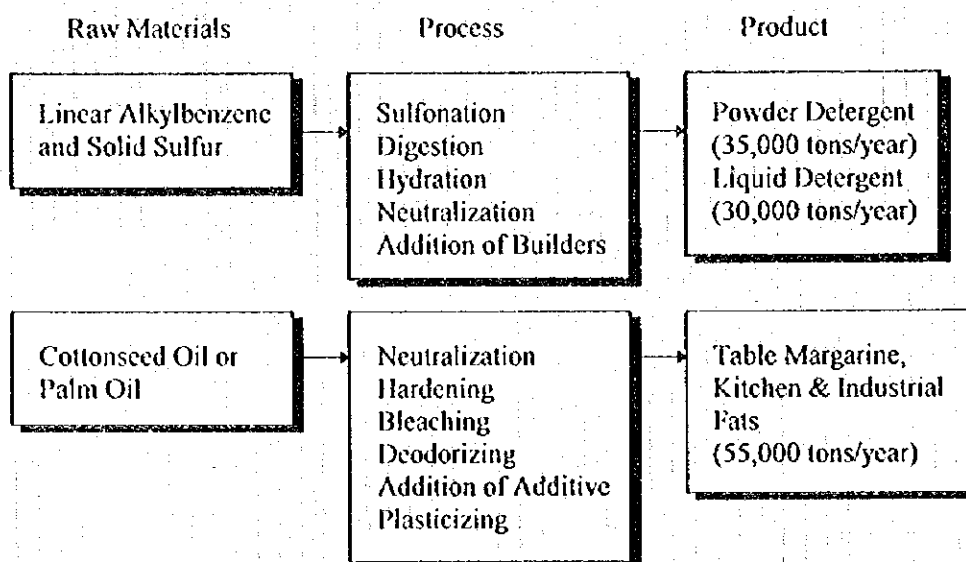 Raw Materials
Process
Product
Linear Alkylbenzene
and Solid Sulfur
Sulfonation
Digestion
Hydration
Neutralization
Addition of Builders
Powder Detergent
(35,000 tons/year)
Liquid Detergent
(30,000 tons/year)
Cottonseed Oil or
Palm Oil
Neutralization
Hardening
Bleaching
Deodorizing
Addition of Additive
Plasticizing
Table Margarine,
Kitchen & Industrial
Fats
(55,000 tons/year)